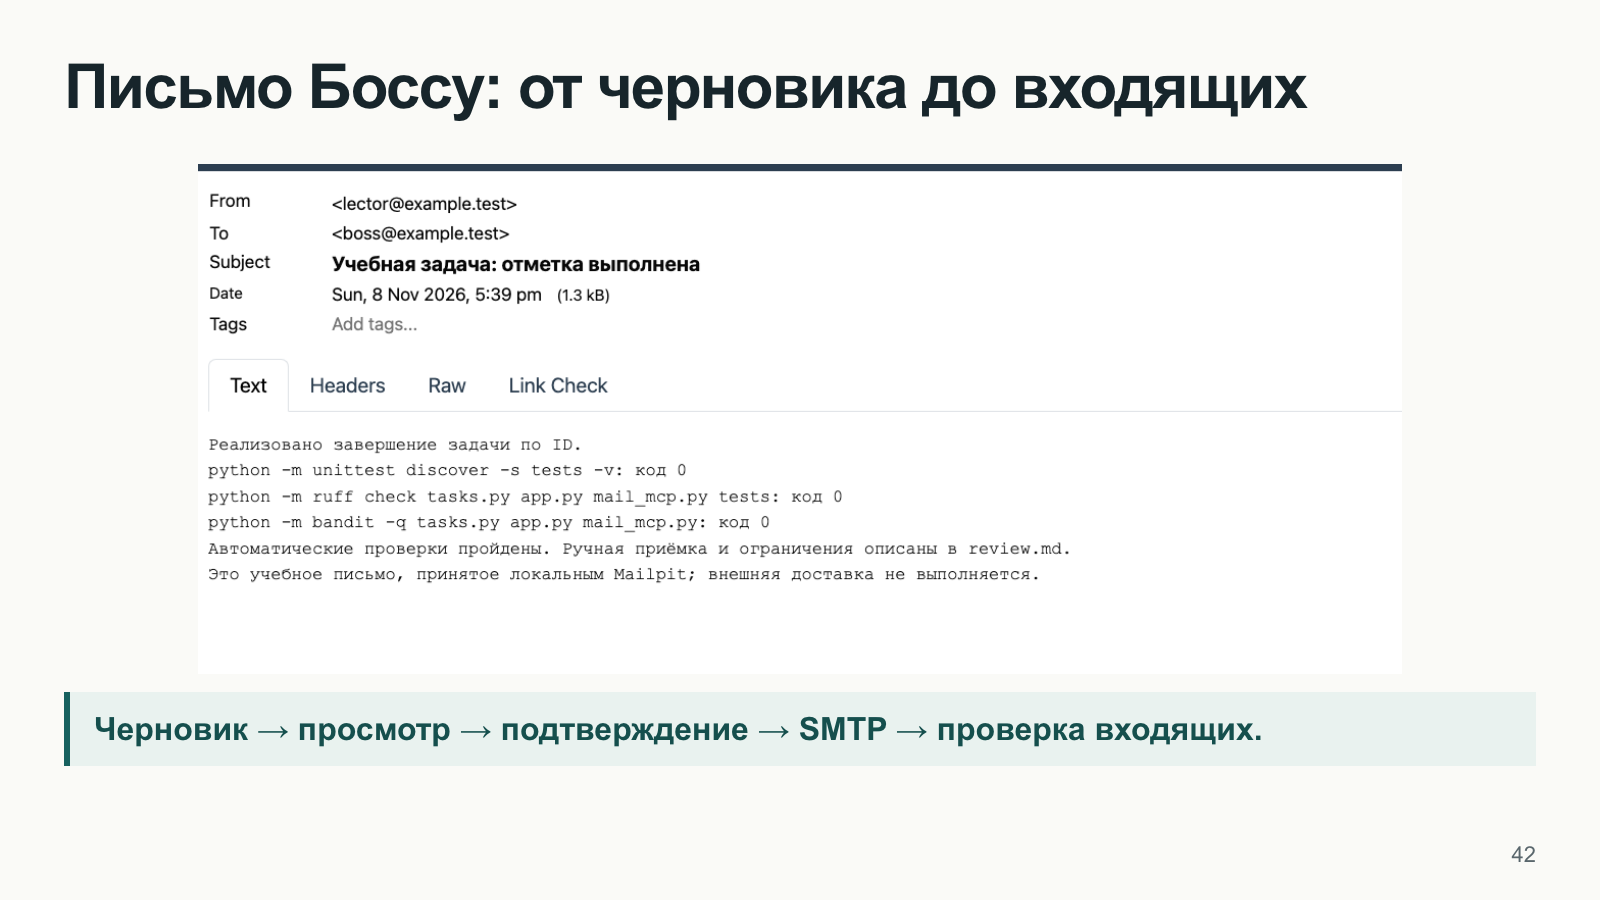 Письмо Боссу: от черновика до входящих
From <lector@example.test>
To <boss@example.test>
Subject Учебная задача: отметка выполнена
Date Sun, 8 Nov 2026, 5:39 pm (1.3 kB)
Tags Add tags...
Text Headers Raw Link Check
Реализовано завершение задачи по ID.
python -m unittest discover -s tests -v: код 0
python -m ruff check tasks.py app.py mail_mcp.py tests: код 0
python -m bandit -q tasks.py app.py mail_mcp.py: код 0
Автоматические проверки пройдены. Ручная приёмка и ограничения описаны в review.md.
Это учебное письмо, принятое локальным Mailpit; внешняя доставка не выполняется.
Черновик → просмотр → подтверждение → SMTP → проверка входящих.
42